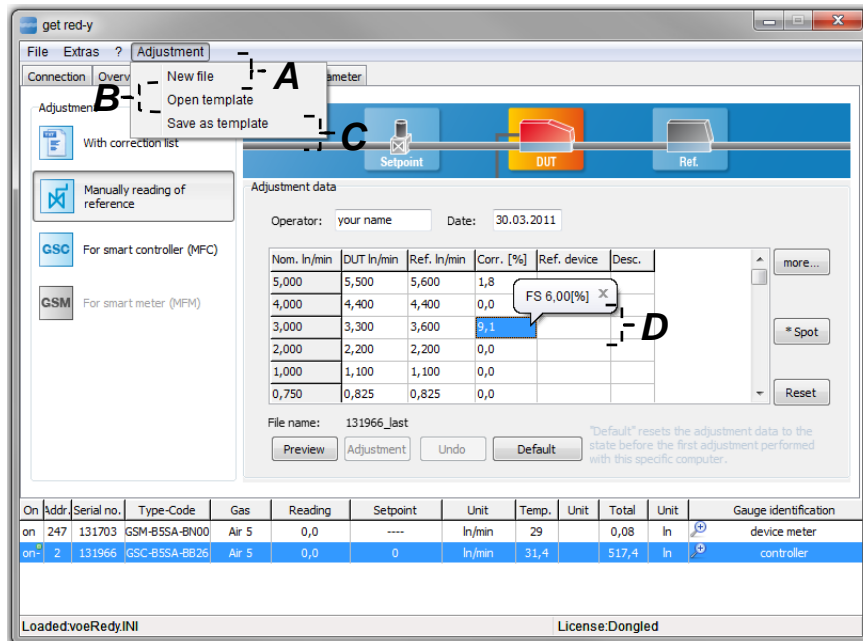 get red-y
File Extras ? Adjustment
Connection Overv ameter
New file
Open template
Save as template
A
B
C
Adjustm
With correction list
Manually reading of
reference
GSC For smart controller (MFC)
GSM For smart meter (MFM)
Setpoint DUT Ref.
Adjustment data
Operator: your name Date: 30.03.2011
Nom. ln/min DUT ln/min Ref. ln/min Corr. [%] Ref. device Desc.
5,000 5,500 5,600 1,8
4,000 4,400 4,400 0,0
3,000 3,300 3,600 9,1
2,000 2,200 2,200 0,0
1,000 1,100 1,100 0,0
0,750 0,825 0,825 0,0
FS 6,00[%] X
D
more...
* Spot
Reset
File name: 131966_last
Preview Adjustment Undo Default
"Default" resets the adjustment data to the
state before the first adjustment performed
with this specific computer.
On Addr. Serial no. Type-Code Gas Reading Setpoint Unit Temp. Unit Total Unit Gauge identification
on 247 131703 GSM-B5SA-BN00 Air 5 0,0 ---- ln/min 29 0,08 ln device meter
on- 2 131966 GSC-B5SA-BB26 Air 5 0,0 0 ln/min 31,4 517,4 ln controller
Loaded:voeRedy.INI License:Dongled